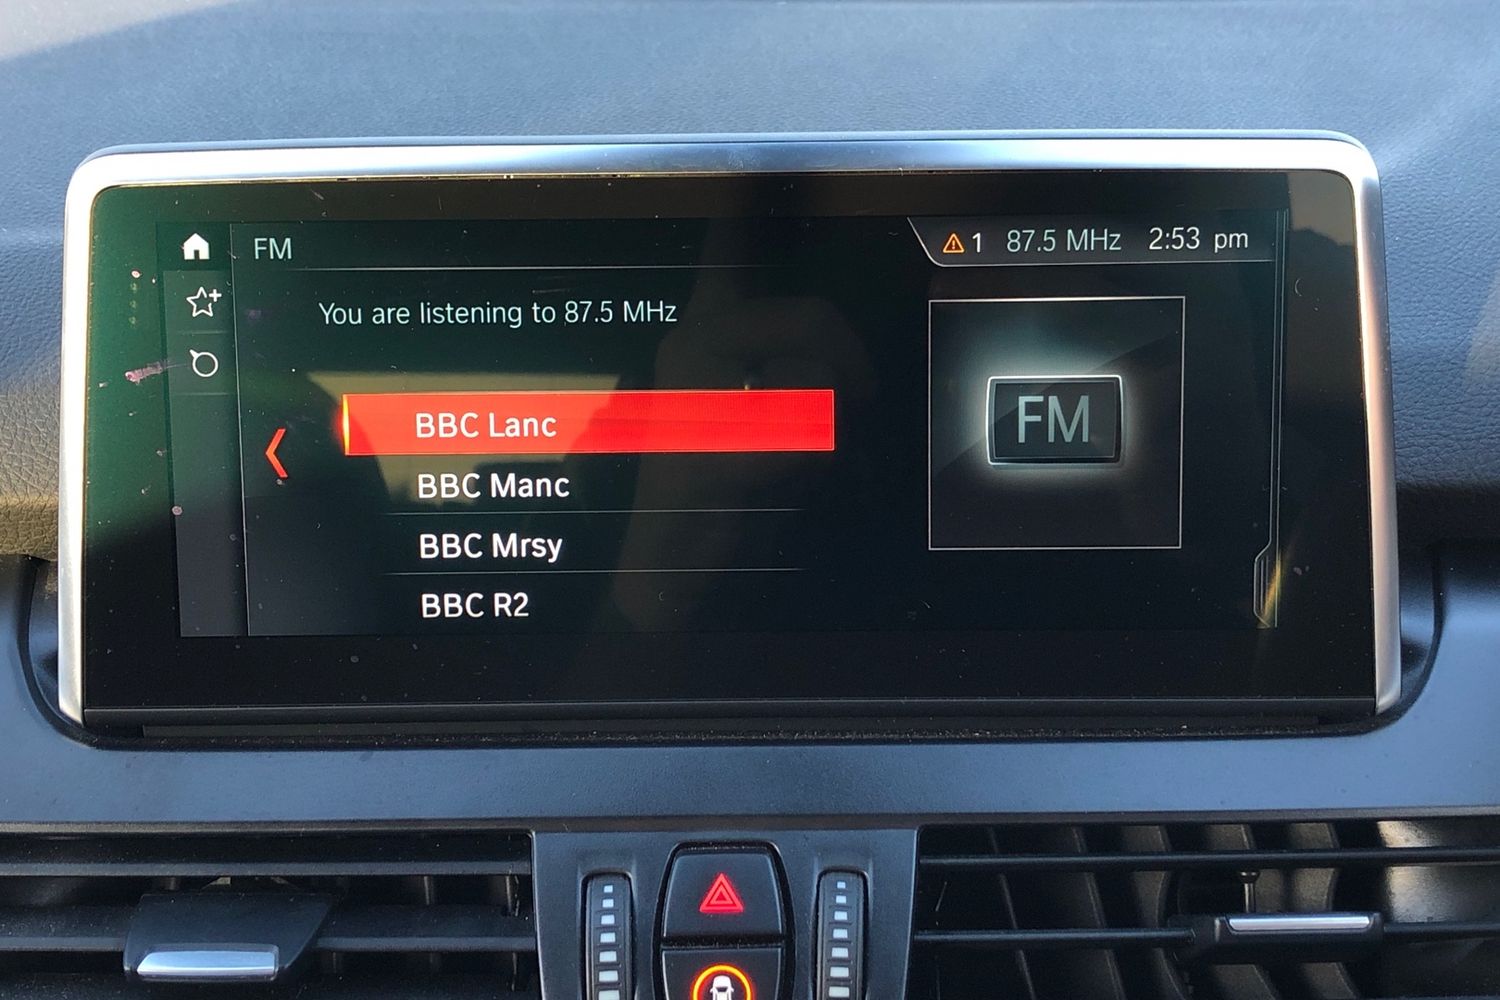 FM
1 87.5 MHz 2:53 pm
You are listening to 87.5 MHz
BBC Lanc
BBC Manc
BBC Mrsy
BBC R2
FM